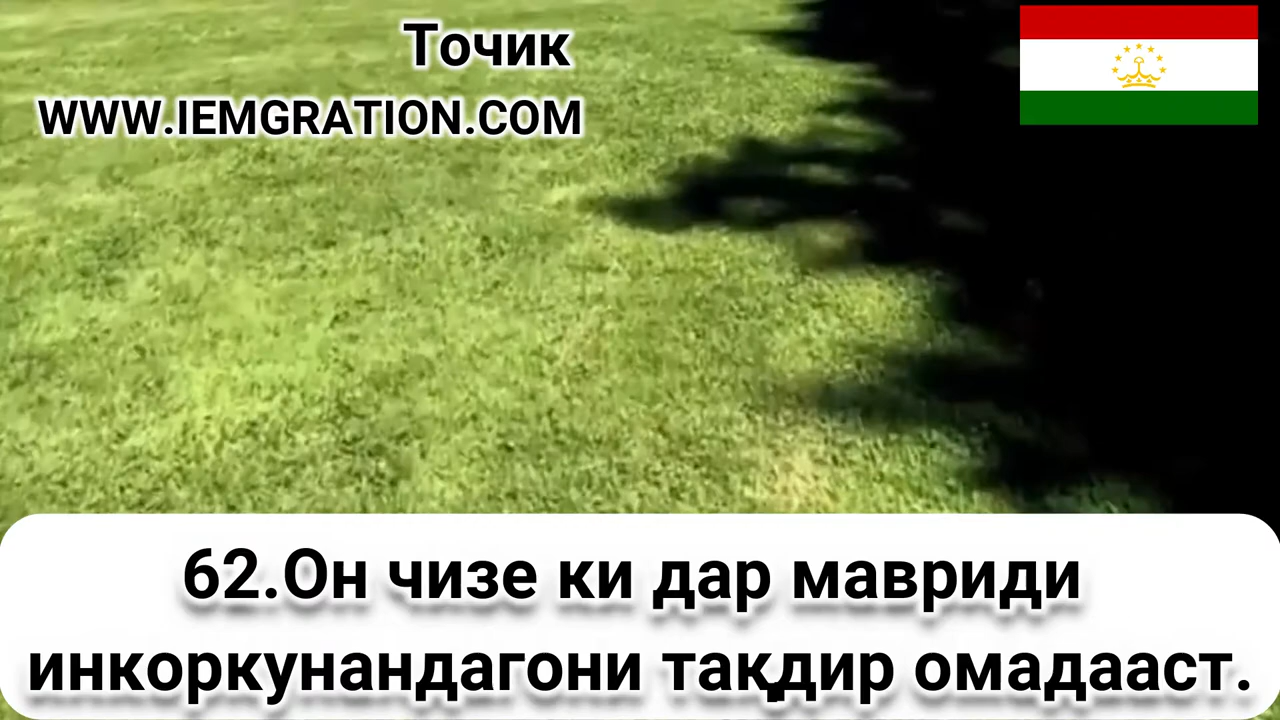 Точик
WWW.IEMGRATION.COM
62.Он чизе ки дар мавриди
инкоркунандагони тақдир омадааст.